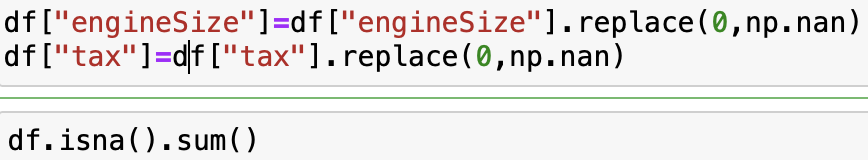 df["engineSize"]=df["engineSize"].replace(0,np.nan)
df["tax"]=df["tax"].replace(0,np.nan)
df.isna().sum()